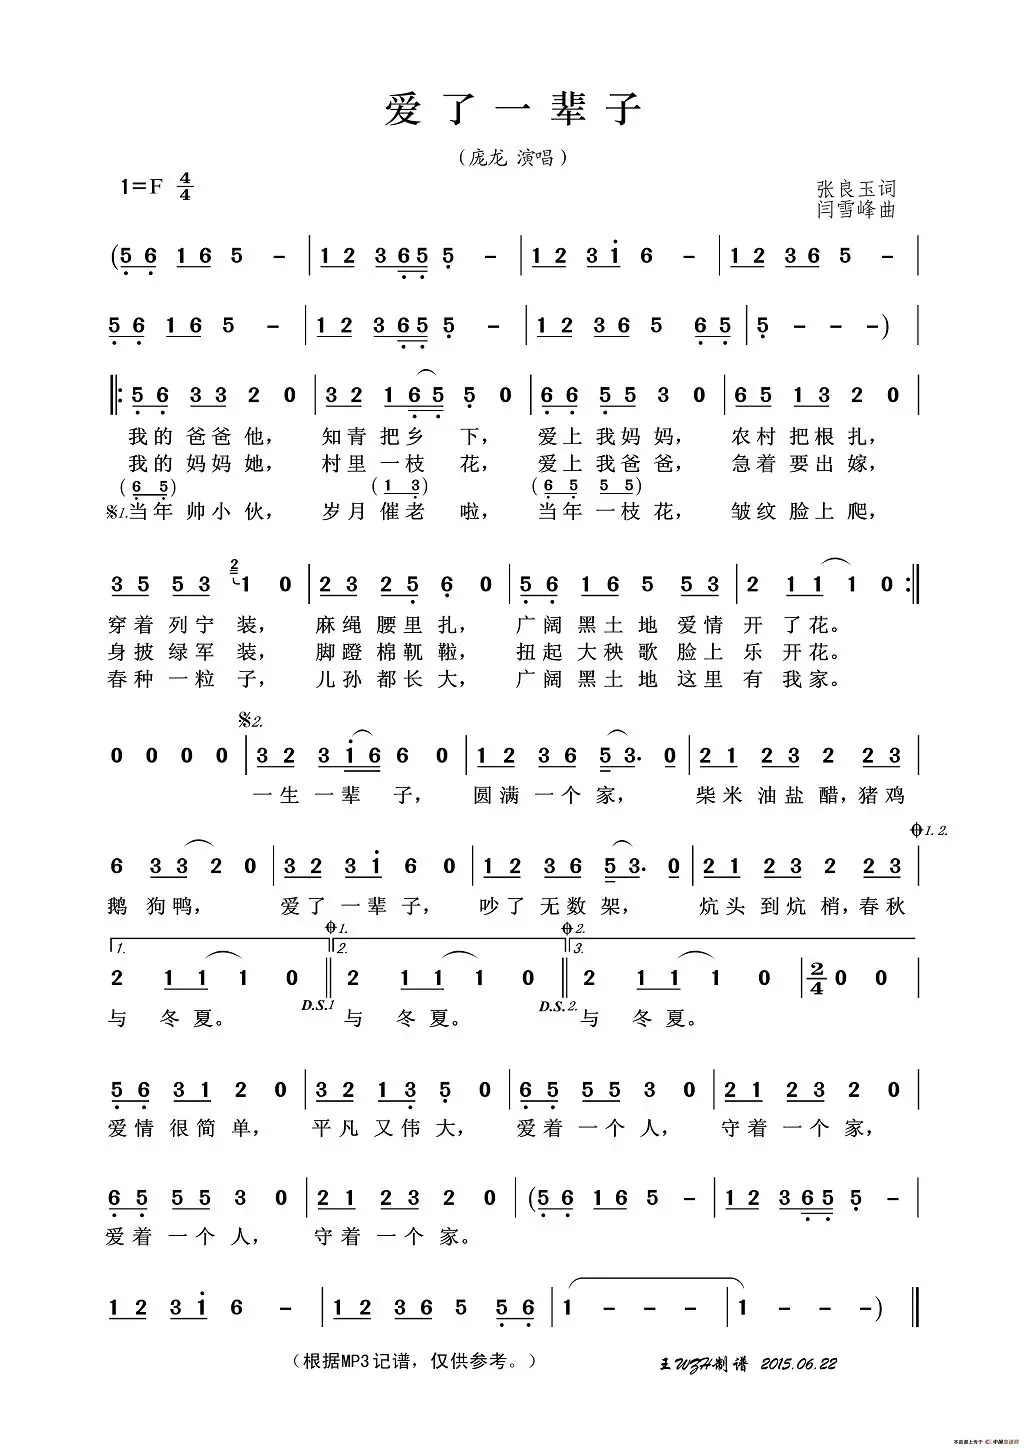 爱了一辈子
(庞龙 演唱)
1=F 4/4
张良玉词
闫雪峰曲
(5 6 1 6 5 - | 1 2 3 6 5 5 - | 1 2 3 1 6 - | 1 2 3 6 5 - |
5 6 1 6 5 - | 1 2 3 6 5 5 - | 1 2 3 6 5 6 5 | 5 - - -)
5 6 3 3 2 0 | 3 2 1 6 5 5 0 | 6 6 5 5 3 0 | 6 5 1 3 2 0 |
我的爸爸他, 知青把乡下, 爱上我妈妈, 农村把根扎,
我的妈妈她, 村里一枝花, 爱上我爸爸, 急着要出嫁,
(6 5) (1 3) (6 5 5 5)
𝄋1.当年帅小伙, 岁月催老啦, 当年一枝花, 皱纹脸上爬,
3 5 5 3 2 1 0 | 2 3 2 5 6 0 | 5 6 1 6 5 5 3 | 2 1 1 1 0 :|
穿着列宁装, 麻绳腰里扎, 广阔黑土地爱情开了花。
身披绿军装, 脚蹬棉靰鞡, 扭起大秧歌脸上乐开花。
春种一粒子, 儿孙都长大, 广阔黑土地这里有我家。
𝄋2.
0 0 0 0 | 3 2 3 1 6 6 0 | 1 2 3 6 5 3. 0 | 2 1 2 3 2 2 3 |
一生一辈子, 圆满一个家, 柴米油盐醋,猪鸡
𝄌1.2.
6 3 3 2 0 | 3 2 3 1 6 0 | 1 2 3 6 5 3. 0 | 2 1 2 3 2 2 3 |
鹅狗鸭, 爱了一辈子, 吵了无数架, 炕头到炕梢,春秋
𝄌1. 𝄌2.
1. 2. 3.
2 1 1 1 0 || 2 1 1 1 0 || 2 1 1 1 0 | 2/4 0 0 |
D.S.1 D.S.2.
与冬夏。 与冬夏。 与冬夏。
5 6 3 1 2 0 | 3 2 1 3 5 0 | 6 5 5 5 3 0 | 2 1 2 3 2 0 |
爱情很简单, 平凡又伟大, 爱着一个人, 守着一个家,
6 5 5 5 3 0 | 2 1 2 3 2 0 | (5 6 1 6 5 - | 1 2 3 6 5 5 - |
爱着一个人, 守着一个家。
1 2 3 1 6 - | 1 2 3 6 5 5 6 | 1 - - - | 1 - - -) ||
（根据MP3记谱，仅供参考。）
王WZH制谱 2015.06.22